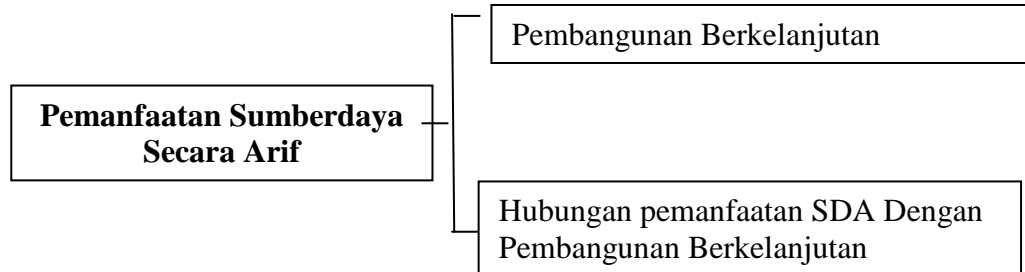 Pembangunan Berkelanjutan
Pemanfaatan Sumberdaya
Secara Arif
Hubungan pemanfaatan SDA Dengan
Pembangunan Berkelanjutan